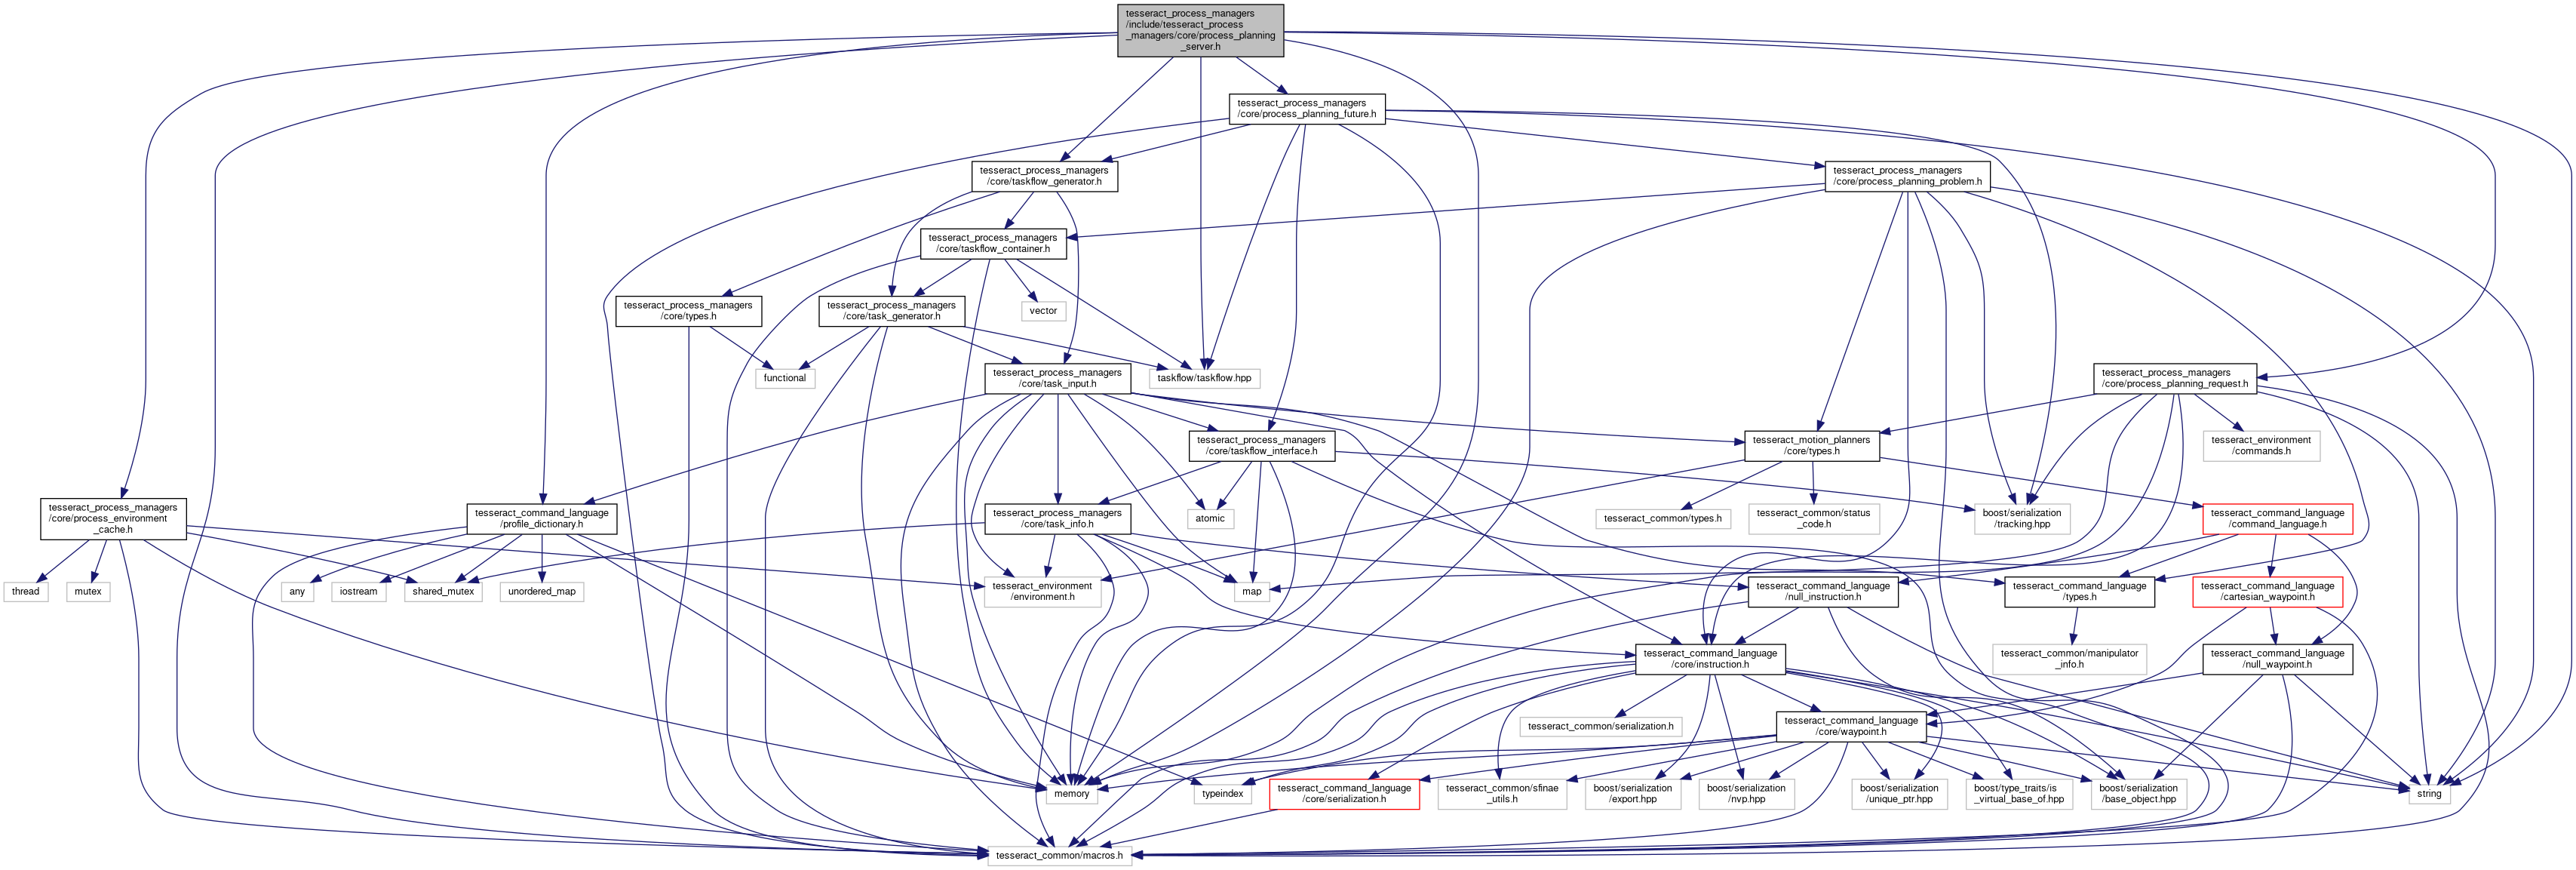 tesseract_process_managers
/include/tesseract_process
_managers/core/process_planning
_server.h
tesseract_process_managers
/core/process_planning_future.h
tesseract_process_managers
/core/taskflow_generator.h
tesseract_process_managers
/core/process_planning_problem.h
tesseract_process_managers
/core/taskflow_container.h
tesseract_process_managers
/core/types.h
tesseract_process_managers
/core/task_generator.h
vector
functional
tesseract_process_managers
/core/task_input.h
taskflow/taskflow.hpp
tesseract_process_managers
/core/process_planning_request.h
tesseract_process_managers
/core/taskflow_interface.h
tesseract_motion_planners
/core/types.h
tesseract_environment
/commands.h
tesseract_process_managers
/core/process_environment
_cache.h
tesseract_command_language
/profile_dictionary.h
tesseract_process_managers
/core/task_info.h
atomic
tesseract_common/types.h
tesseract_common/status
_code.h
boost/serialization
/tracking.hpp
tesseract_command_language
/command_language.h
thread
mutex
any
iostream
shared_mutex
unordered_map
tesseract_environment
/environment.h
map
tesseract_command_language
/null_instruction.h
tesseract_command_language
/types.h
tesseract_command_language
/cartesian_waypoint.h
tesseract_command_language
/core/instruction.h
tesseract_common/manipulator
_info.h
tesseract_command_language
/null_waypoint.h
tesseract_common/serialization.h
tesseract_command_language
/core/waypoint.h
memory
typeindex
tesseract_command_language
/core/serialization.h
tesseract_common/sfinae
_utils.h
boost/serialization
/export.hpp
boost/serialization
/nvp.hpp
boost/serialization
/unique_ptr.hpp
boost/type_traits/is
_virtual_base_of.hpp
boost/serialization
/base_object.hpp
string
tesseract_common/macros.h